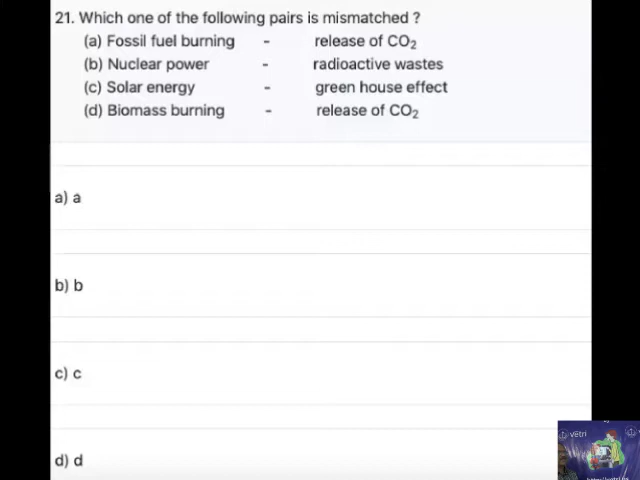 21. Which one of the following pairs is mismatched ?
(a) Fossil fuel burning - release of CO₂
(b) Nuclear power - radioactive wastes
(c) Solar energy - green house effect
(d) Biomass burning - release of CO₂
a) a
b) b
c) c
d) d
vetri